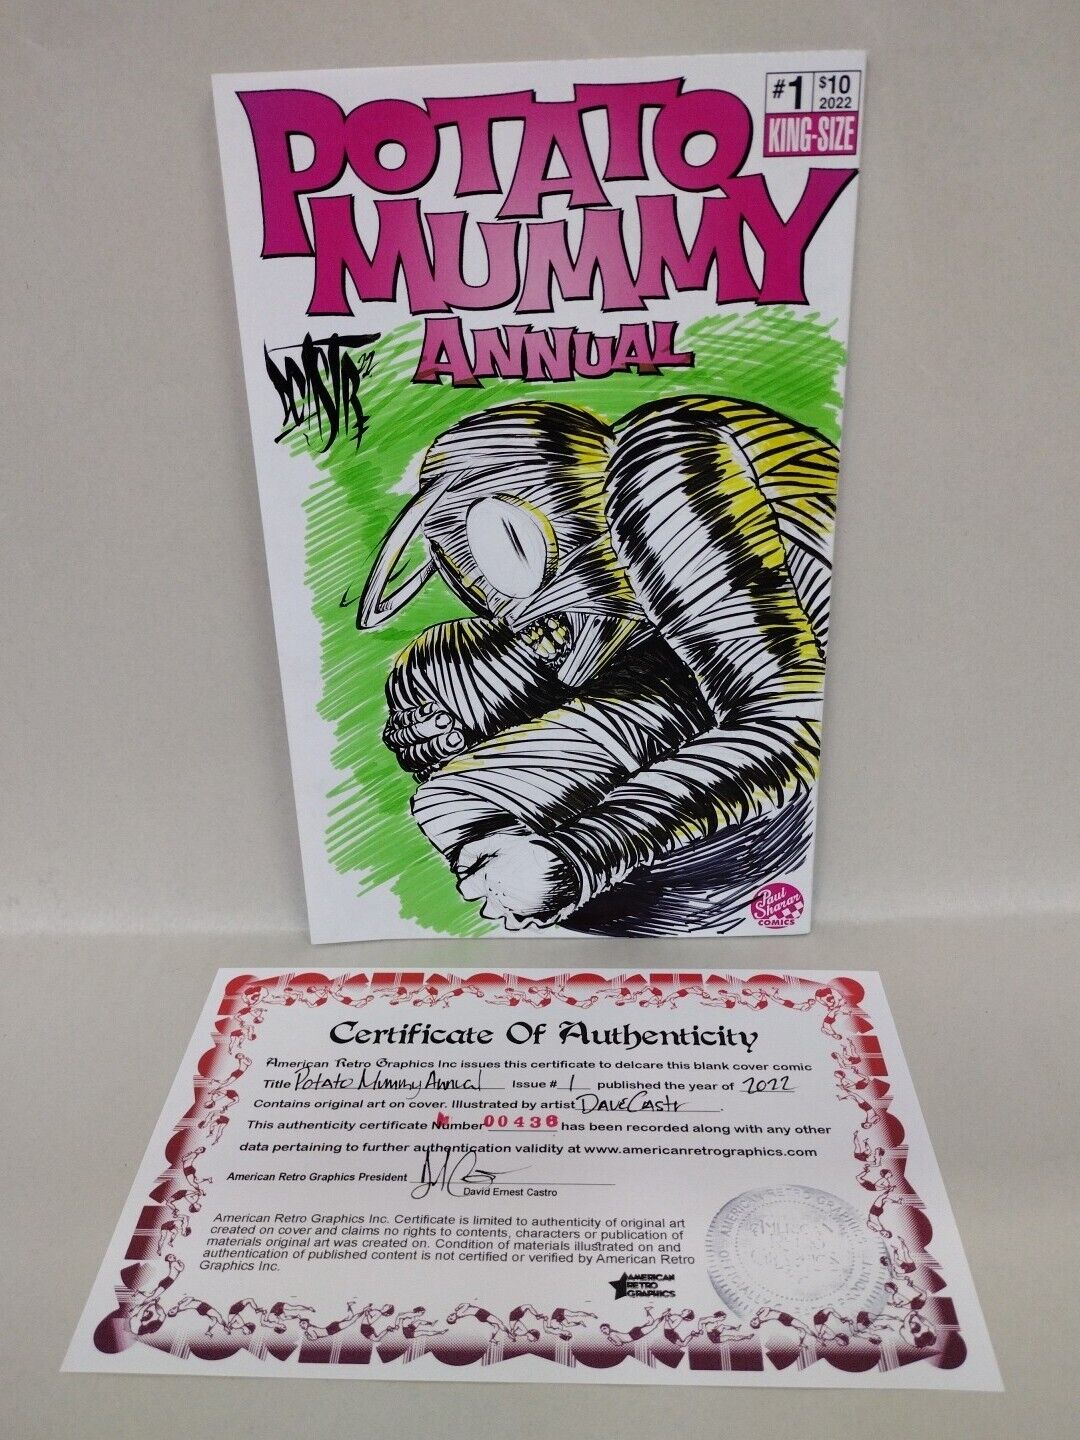 POTATO
MUMMY
ANNUAL
#1 $10
2022
KING-SIZE
Paul
Sharar
COMICS
Certificate Of Authenticity
American Retro Graphics Inc issues this certificate to delcare this blank cover comic
Title Potato Mummy Annual Issue # 1 published the year of 2022
Contains original art on cover. Illustrated by artist Dave Castr.
This authenticity certificate Number 00436 has been recorded along with any other
data pertaining to further authentication validity at www.americanretrographics.com
American Retro Graphics President
David Ernest Castro
American Retro Graphics Inc. Certificate is limited to authenticity of original art
created on cover and claims no rights to contents, characters or publication of
materials original art was created on. Condition of materials illustrated on and
authentication of published content is not certified or verified by American Retro
Graphics Inc.
AMERICAN
RETRO
GRAPHICS
AMERICAN RETRO GRAPHICS